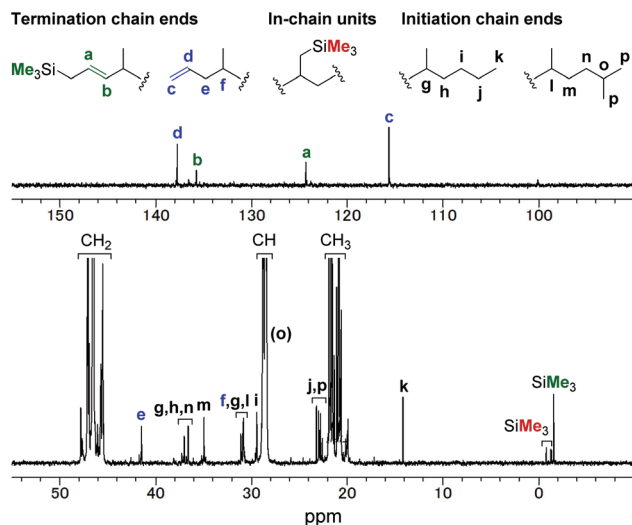 Termination chain ends In-chain units Initiation chain ends
SiMe3
d i k n p
a
Me3Si
b c e f g h j l m o p
c
d
b a
150 140 130 120 110 100
CH2 CH CH3
(o)
k
SiMe3
e g,h,n m f,g,l i j,p
SiMe3
50 40 30 20 10 0
ppm